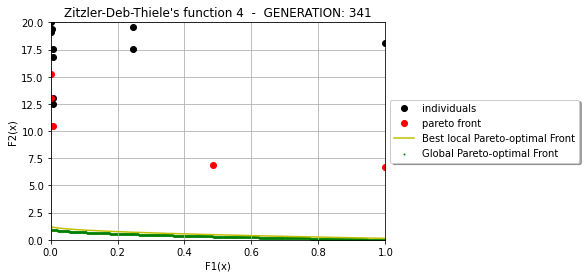 Zitzler-Deb-Thiele's function 4 - GENERATION: 341
20.0
17.5
15.0
12.5
10.0
7.5
5.0
2.5
0.0
F2(x)
0.0 0.2 0.4 0.6 0.8 1.0
F1(x)
individuals
pareto front
Best local Pareto-optimal Front
Global Pareto-optimal Front